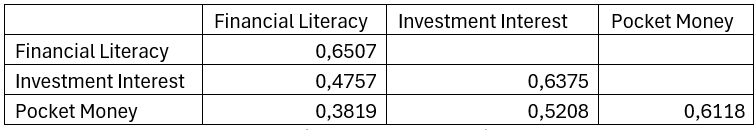 Financial Literacy Investment Interest Pocket Money
Financial Literacy 0,6507
Investment Interest 0,4757 0,6375
Pocket Money 0,3819 0,5208 0,6118